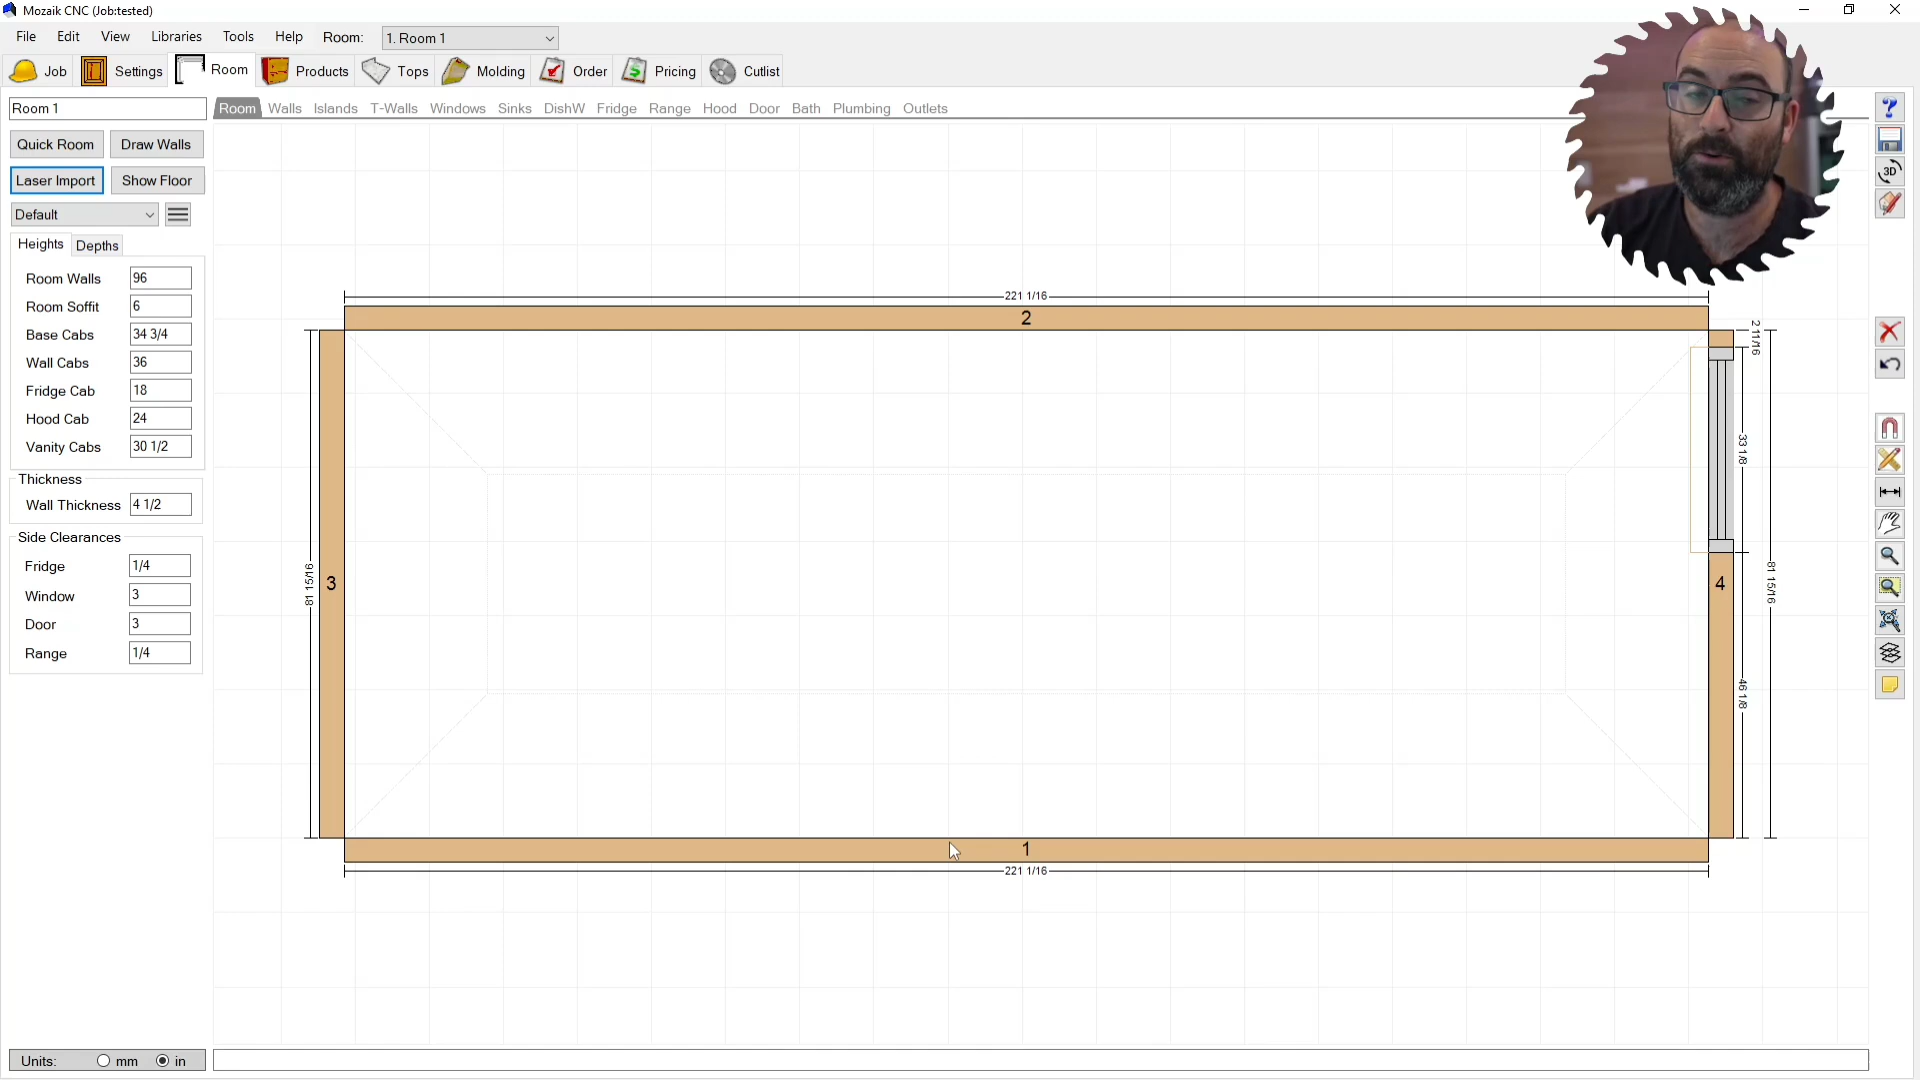 Mozaik CNC (Job:tested)
File Edit View Libraries Tools Help Room: 1. Room 1
Job Settings Room Products Tops Molding Order Pricing Cutlist
Room 1
Room Walls Islands T-Walls Windows Sinks DishW Fridge Range Hood Door Bath Plumbing Outlets
Quick Room Draw Walls
Laser Import Show Floor
Default
Heights Depths
Room Walls 96
Room Soffit 6
Base Cabs 34 3/4
Wall Cabs 36
Fridge Cab 18
Hood Cab 24
Vanity Cabs 30 1/2
Thickness
Wall Thickness 4 1/2
Side Clearances
Fridge 1/4
Window 3
Door 3
Range 1/4
221 1/16
2
2 11/16
33 1/8
81 15/16
3
4
81 15/16
46 1/8
1
221 1/16
? 
3D
Units: mm in